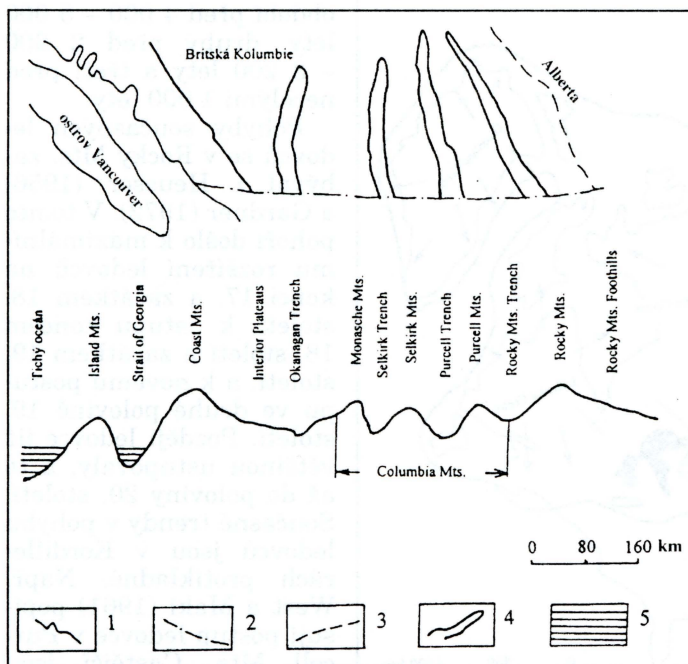 Britská Kolumbie
Alberta
ostrov Vancouver
Tichý oceán
Island Mts.
Strait of Georgia
Coast Mts.
Interior Plateaus
Okanagan Trench
Monasche Mts.
Selkirk Trench
Selkirk Mts.
Purcell Trench
Purcell Mts.
Rocky Mts. Trench
Rocky Mts.
Rocky Mts. Foothills
Columbia Mts.
0 80 160 km
1 2 3 4 5